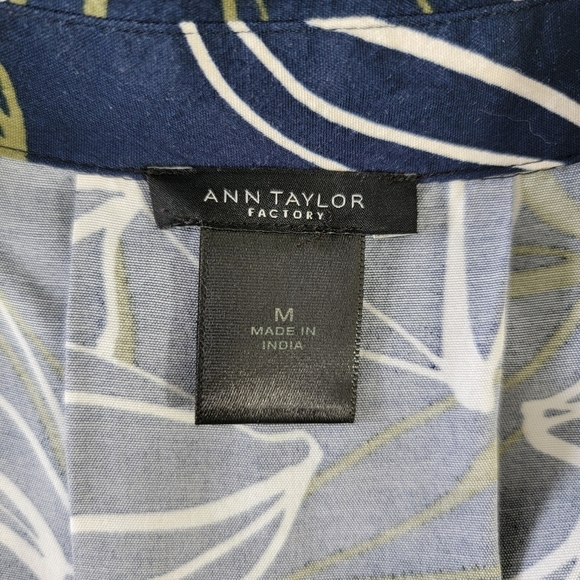 ANN TAYLOR
FACTORY
M
MADE IN
INDIA